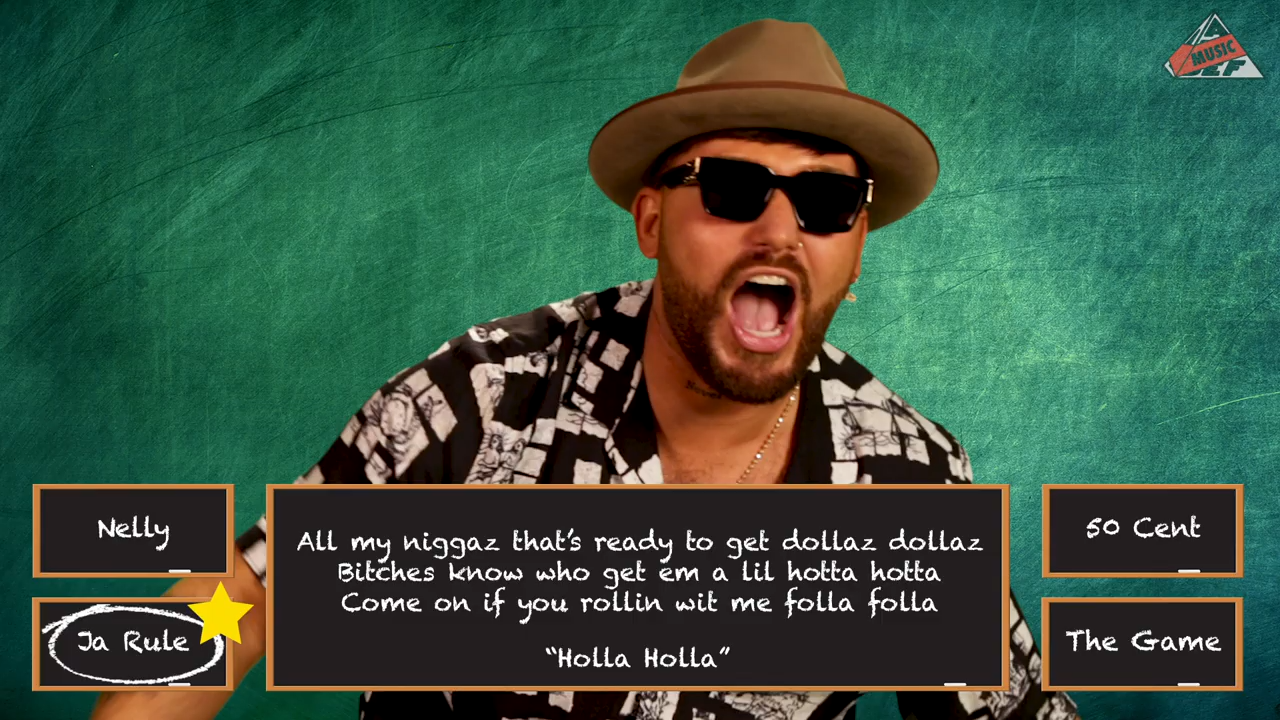 MUSIC
Nelly
Ja Rule
All my niggaz that's ready to get dollaz dollaz
Bitches know who get em a lil hotta hotta
Come on if you rollin wit me folla folla
"Holla Holla"
50 Cent
The Game